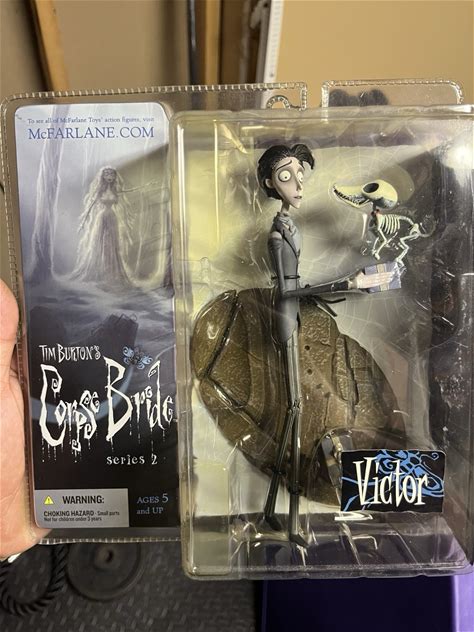 To see all of McFarlane Toys' action figures, visit
McFARLANE.COM
TIM BURTON'S
Corpse Bride
series 2
WARNING:
CHOKING HAZARD - Small parts
Not for children under 3 years
AGES 5
and UP
Victor